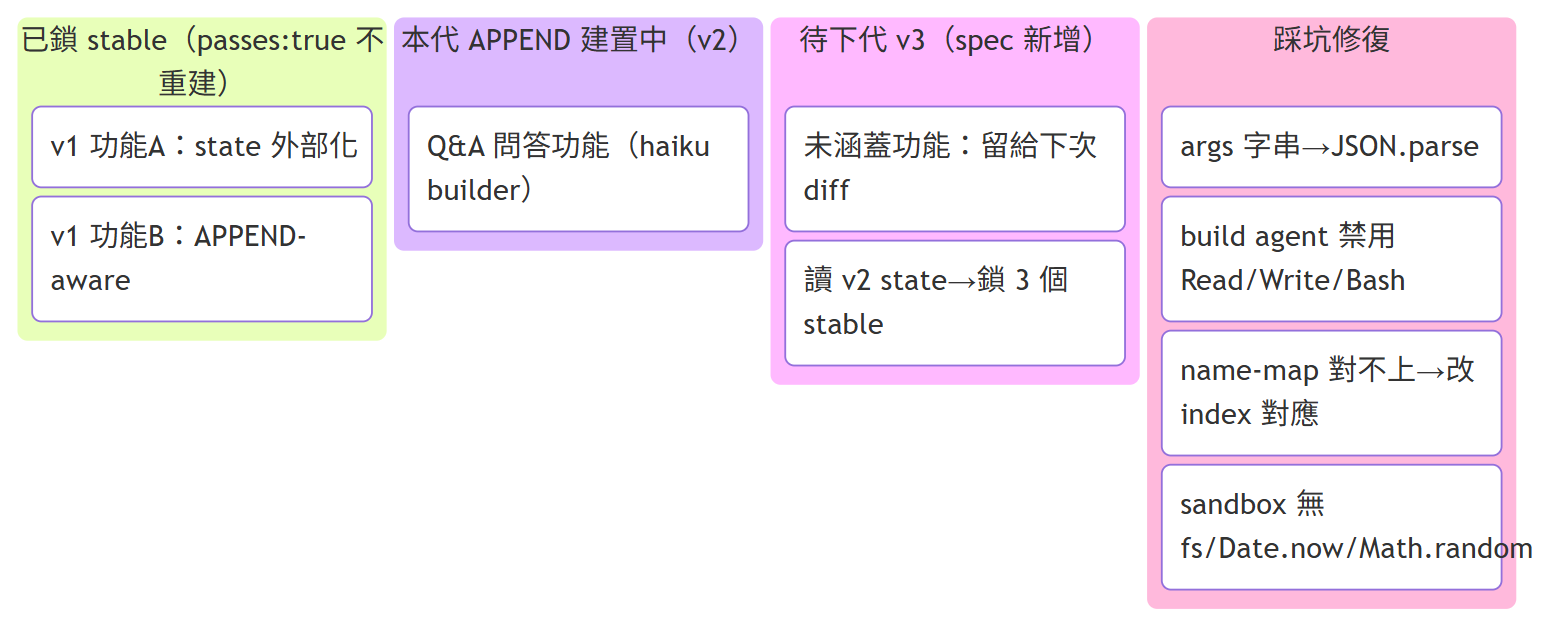 已鎖 stable（passes:true 不
重建）
v1 功能A：state 外部化
v1 功能B：APPEND-
aware
本代 APPEND 建置中（v2）
Q&A 問答功能（haiku
builder）
待下代 v3（spec 新增）
未涵蓋功能：留給下次
diff
讀 v2 state→鎖 3 個
stable
踩坑修復
args 字串→JSON.parse
build agent 禁用
Read/Write/Bash
name-map 對不上→改
index 對應
sandbox 無
fs/Date.now/Math.random